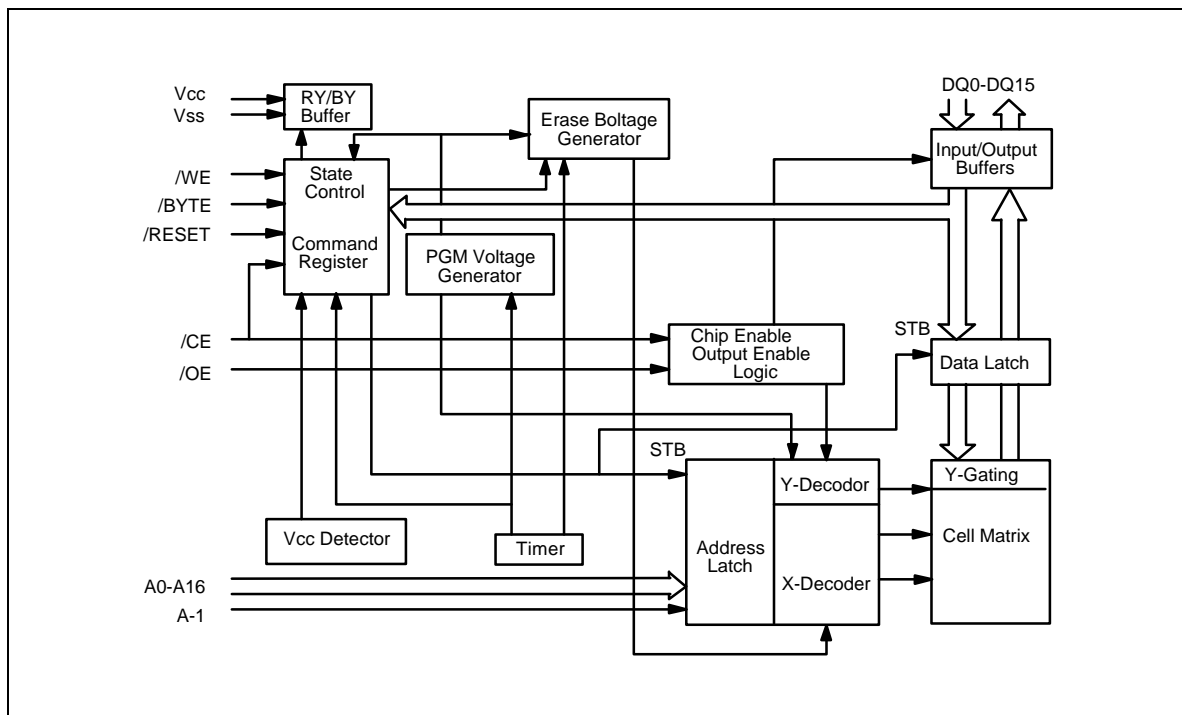 Vcc
Vss
RY/BY
Buffer
DQ0-DQ15
Erase Boltage
Generator
Input/Output
Buffers
/WE
/BYTE
/RESET
State
Control
Command
Register
PGM Voltage
Generator
/CE
/OE
Chip Enable
Output Enable
Logic
STB
Data Latch
STB
Y-Decodor
Y-Gating
Vcc Detector
Timer
Address
Latch
X-Decoder
Cell Matrix
A0-A16
A-1